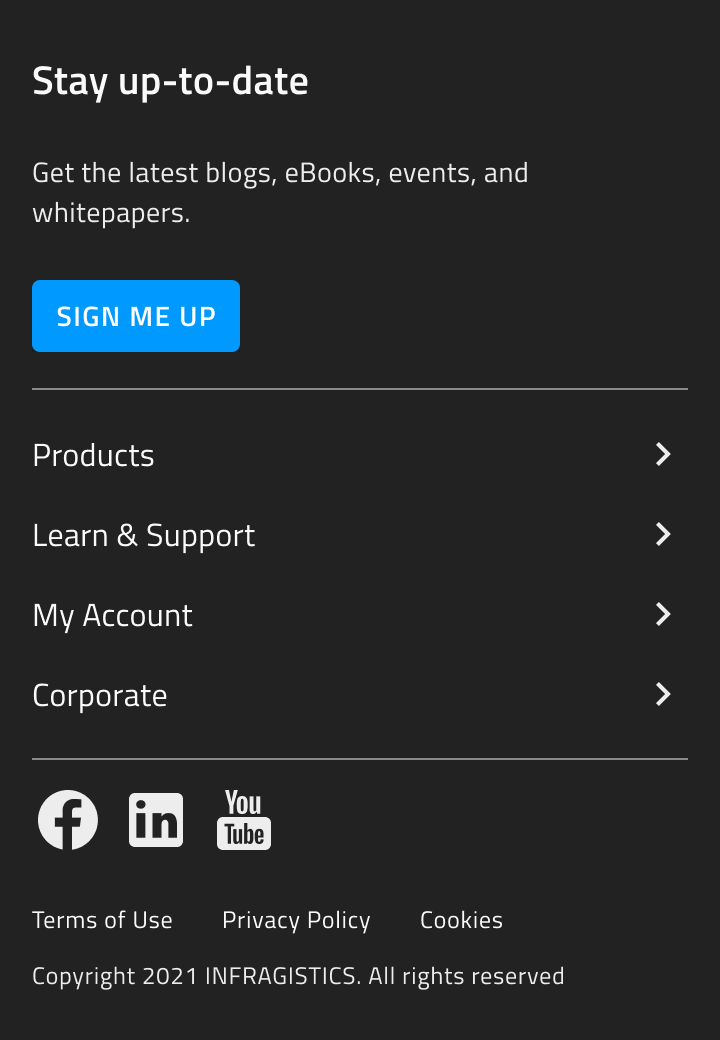 Stay up-to-date
Get the latest blogs, eBooks, events, and
whitepapers.
SIGN ME UP
Products
Learn & Support
My Account
Corporate
in
You
Tube
Terms of Use Privacy Policy Cookies
Copyright 2021 INFRAGISTICS. All rights reserved